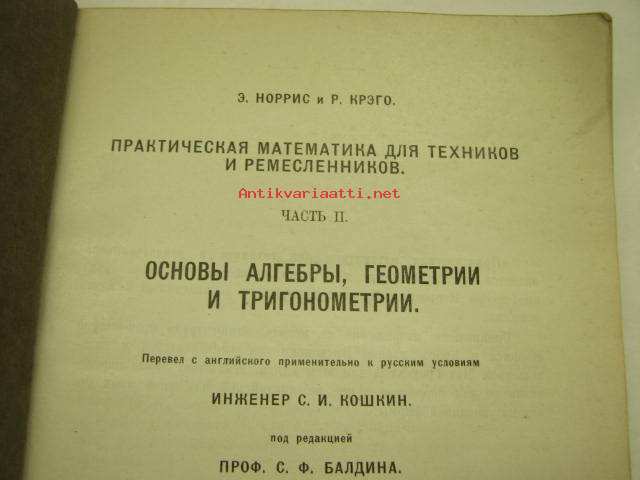 Э. НОРРИС и Р. КРЭГО.
ПРАКТИЧЕСКАЯ МАТЕМАТИКА ДЛЯ ТЕХНИКОВ
И РЕМЕСЛЕННИКОВ.
Antikvariaatti.net
ЧАСТЬ II.
ОСНОВЫ АЛГЕБРЫ, ГЕОМЕТРИИ
И ТРИГОНОМЕТРИИ.
Перевел с английского применительно к русским условиям
ИНЖЕНЕР С. И. КОШКИН.
под редакцией
ПРОФ. С. Ф. БАЛДИНА.